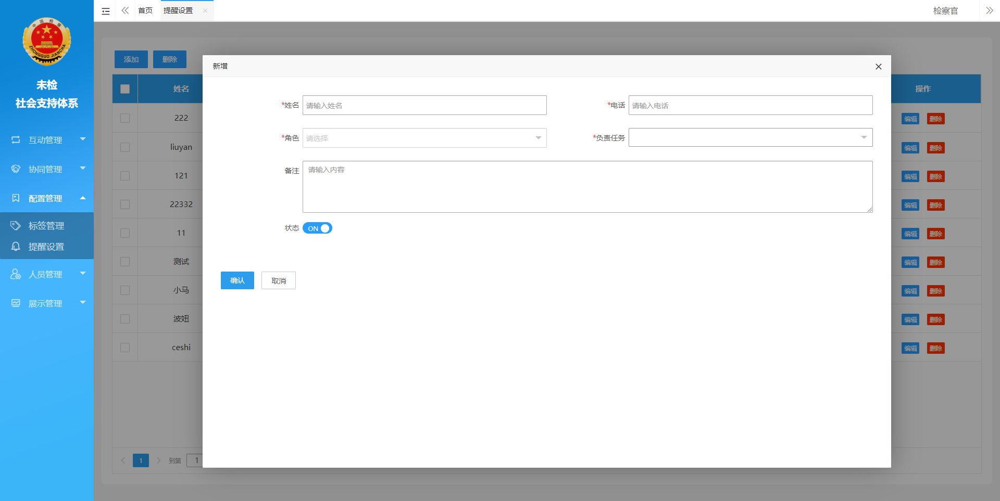 中国检察
ZHONGGUO JIANCHA
未检
社会支持体系
互动管理
协同管理
配置管理
标签管理
提醒设置
人员管理
展示管理
首页 提醒设置 检察官
添加 删除
姓名 操作
222 编辑 删除
liuyan 编辑 删除
121 编辑 删除
22332 编辑 删除
11 编辑 删除
测试 编辑 删除
小马 编辑 删除
波妞 编辑 删除
ceshi 编辑 删除
1 到第 1
新增
*姓名 请输入姓名 *电话 请输入电话
*角色 请选择 *负责任务
备注 请输入内容
状态 ON
确认 取消